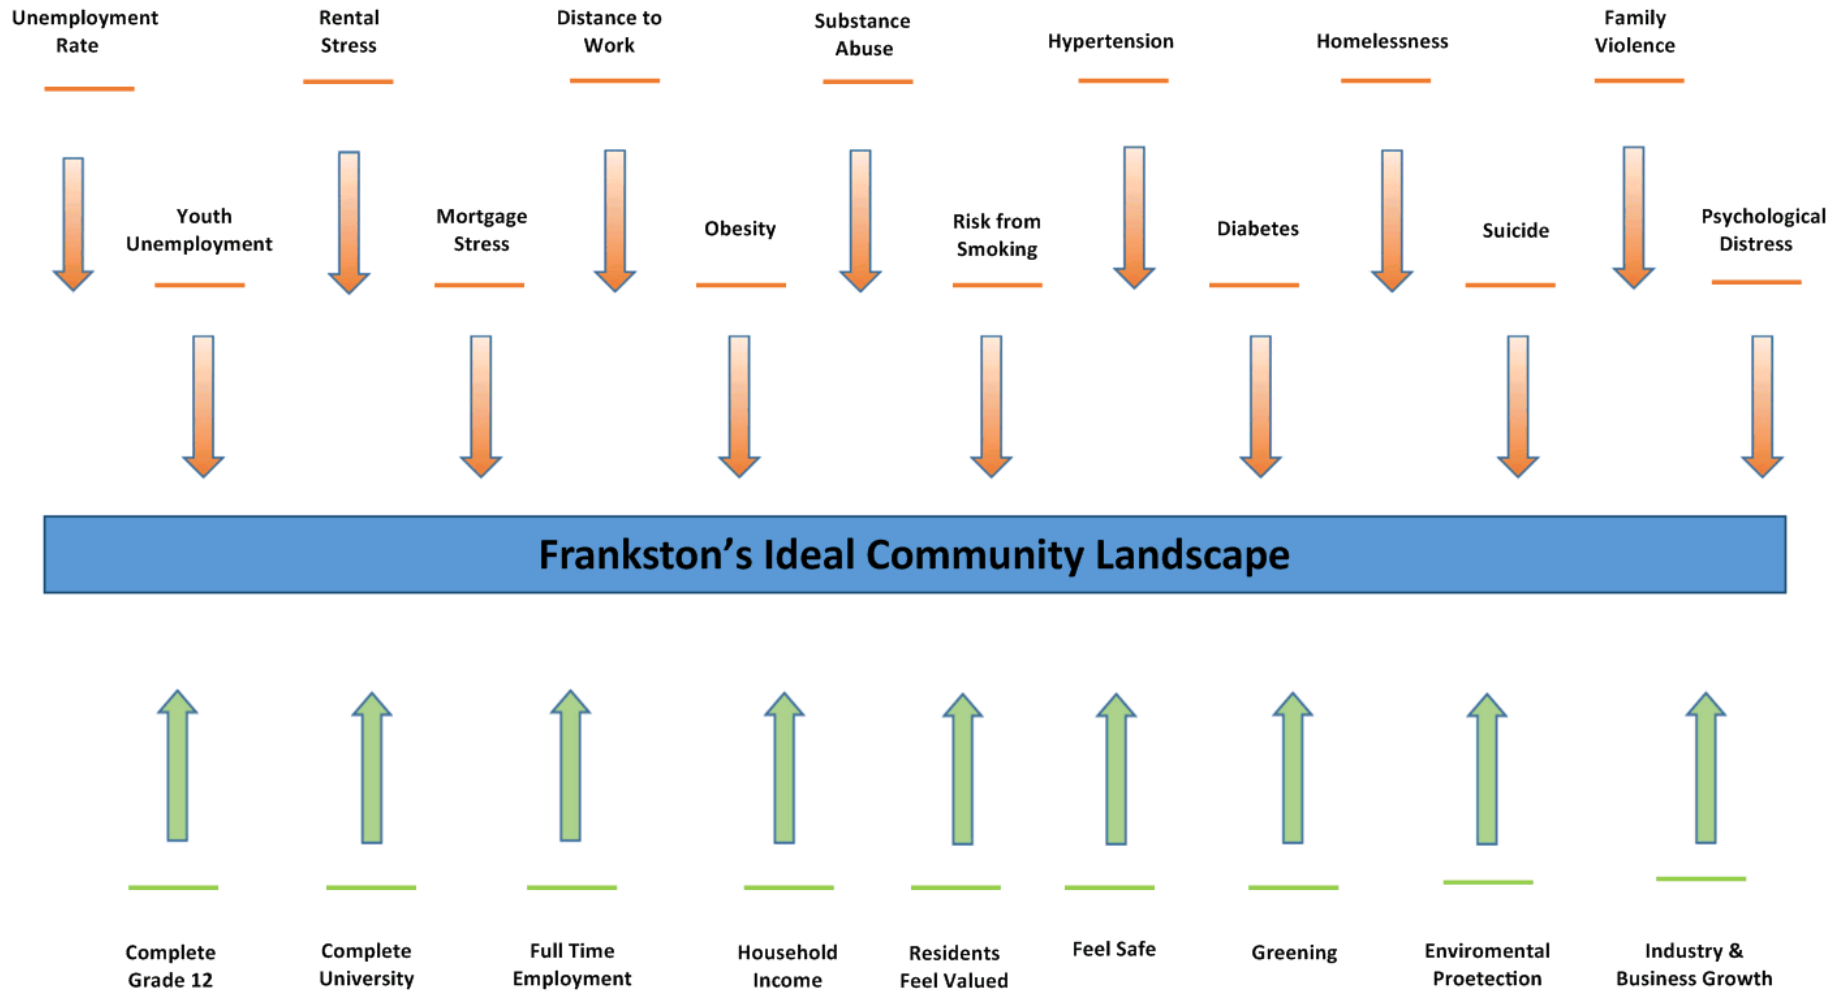 Unemployment
Rate
Rental
Stress
Distance to
Work
Substance
Abuse
Hypertension
Homelessness
Family
Violence
Youth
Unemployment
Mortgage
Stress
Obesity
Risk from
Smoking
Diabetes
Suicide
Psychological
Distress
Frankston’s Ideal Community Landscape
Complete
Grade 12
Complete
University
Full Time
Employment
Household
Income
Residents
Feel Valued
Feel Safe
Greening
Enviromental
Proetection
Industry &
Business Growth